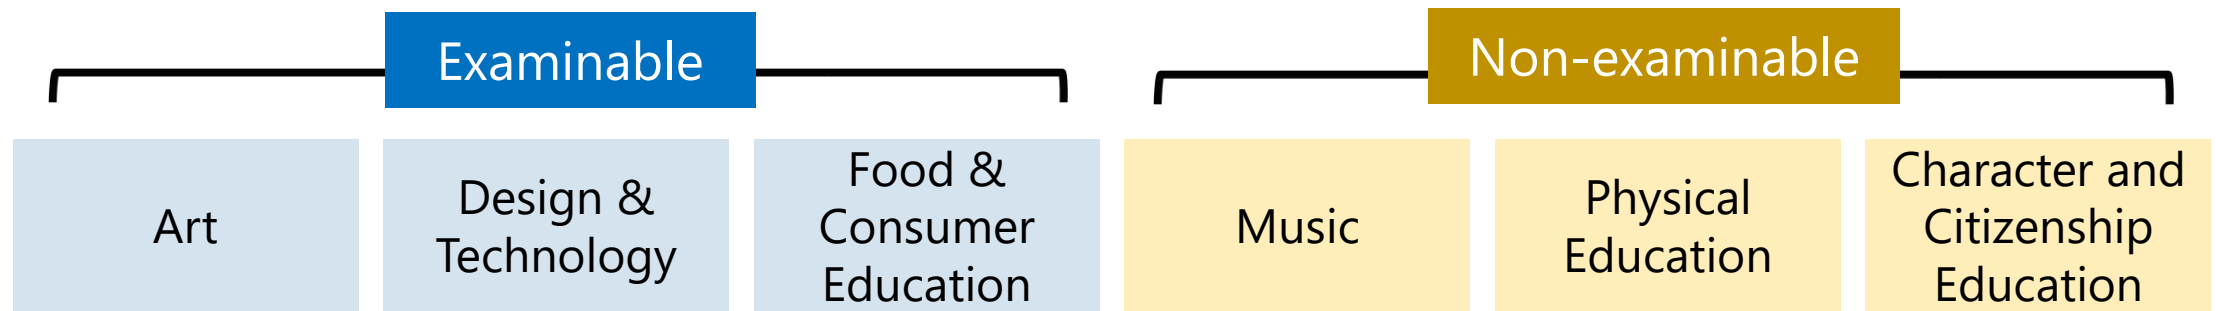 Examinable
Non-examinable
Art
Design &
Technology
Food &
Consumer
Education
Music
Physical
Education
Character and
Citizenship
Education